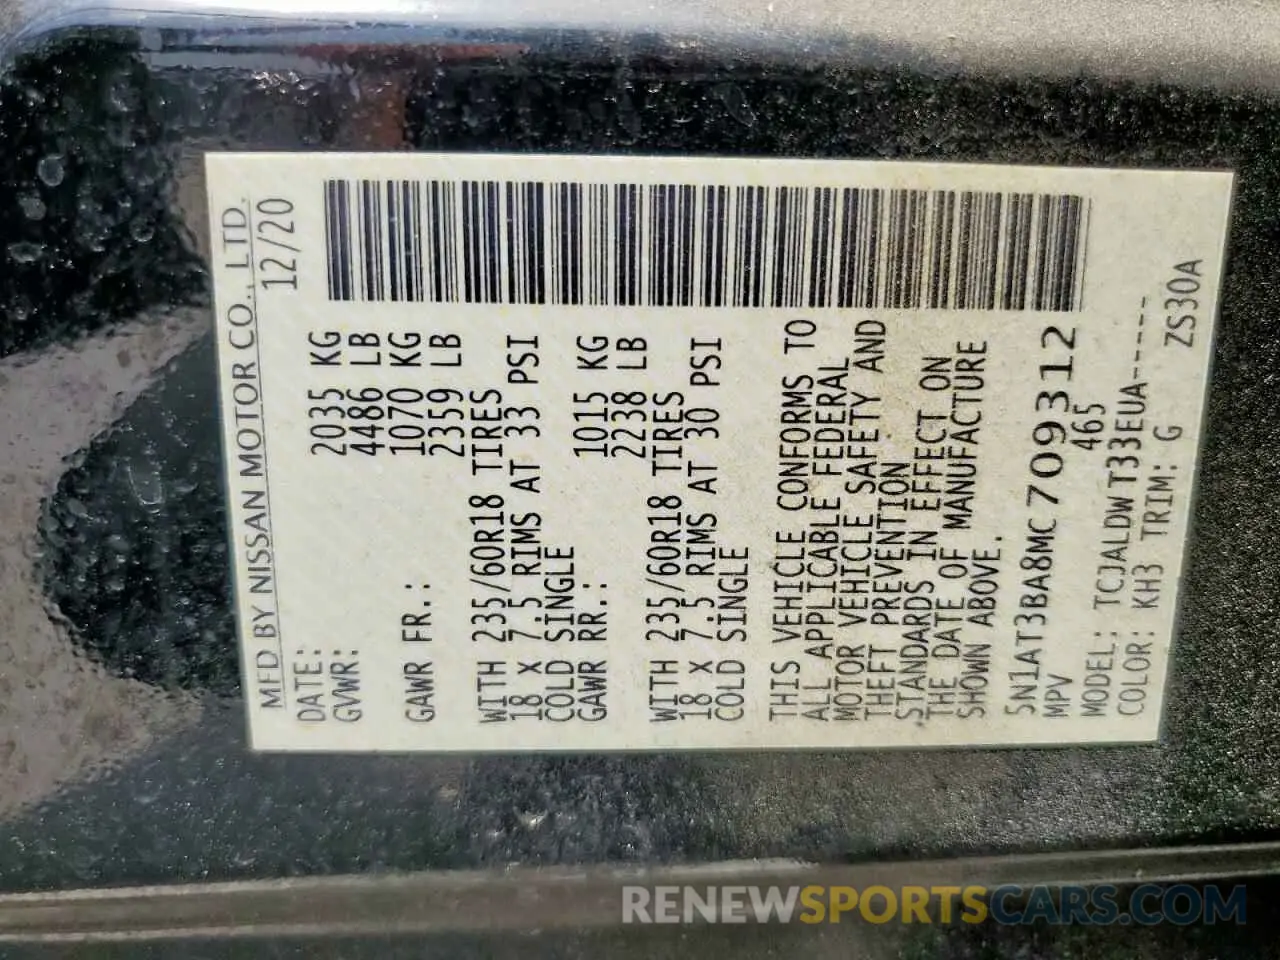 MFD BY NISSAN MOTOR CO., LTD.
DATE: 12/20
GVWR: 2035 KG
4486 LB
GAWR FR.: 1070 KG
2359 LB
WITH 235/60R18 TIRES
18 X 7.5 RIMS AT 33 PSI
COLD SINGLE
GAWR RR.: 1015 KG
2238 LB
WITH 235/60R18 TIRES
18 X 7.5 RIMS AT 30 PSI
COLD SINGLE
THIS VEHICLE CONFORMS TO
ALL APPLICABLE FEDERAL
MOTOR VEHICLE SAFETY AND
THEFT PREVENTION
STANDARDS IN EFFECT ON
THE DATE OF MANUFACTURE
SHOWN ABOVE.
5N1AT3BA8MC709312
MPV 465
MODEL: TCJALDWT33EUA-----
COLOR: KH3 TRIM: G ZS30A
RENEWSPORTSCARS.COM